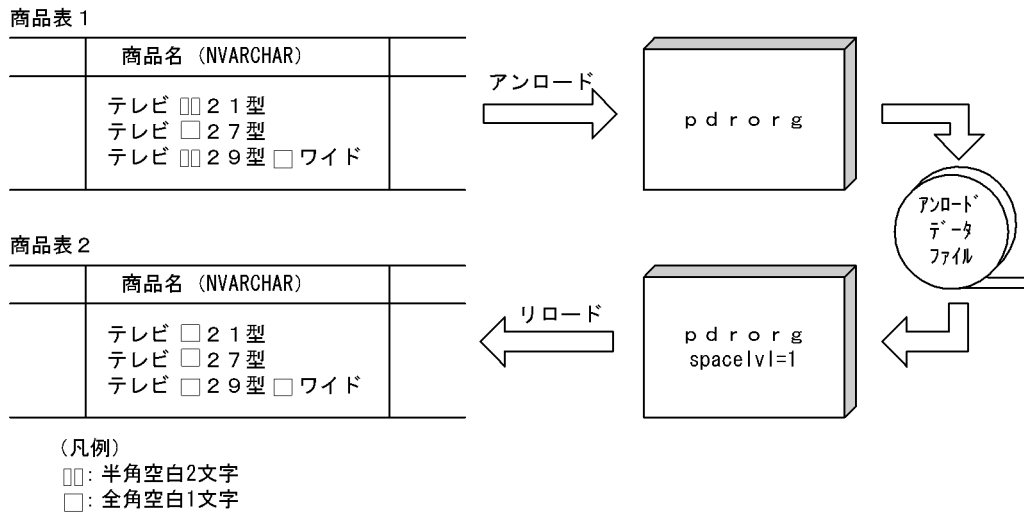 商品表1
商品名 (NVARCHAR)
テレビ ▯▯21型
テレビ □27型
テレビ ▯▯29型 □ワイド
アンロード
pdrorg
ｱﾝﾛｰﾄﾞ
ﾃﾞｰﾀ
ﾌｧｲﾙ
商品表2
商品名 (NVARCHAR)
テレビ □21型
テレビ □27型
テレビ □29型 □ワイド
リロード
pdrorg
spacelvl=1
(凡例)
▯▯: 半角空白2文字
□: 全角空白1文字